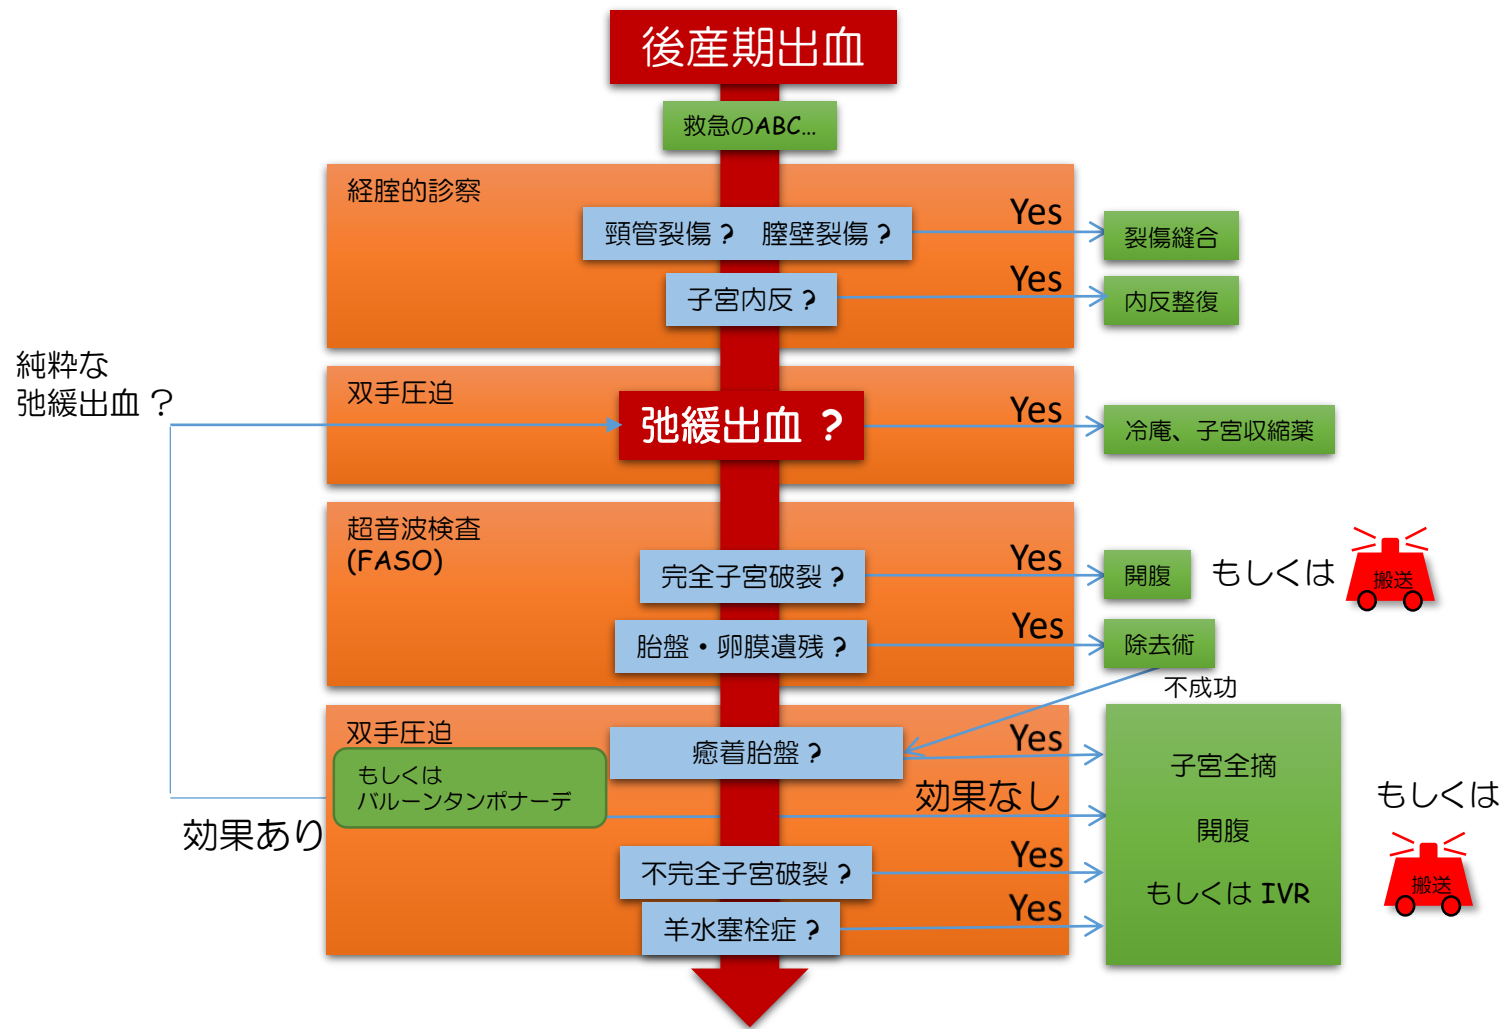 後産期出血
救急のABC...
経腟的診察
頸管裂傷？ 膣壁裂傷？
Yes
裂傷縫合
子宮内反？
Yes
内反整復
純粋な
弛緩出血？
双手圧迫
弛緩出血？
Yes
冷庵、子宮収縮薬
超音波検査
(FASO)
完全子宮破裂？
Yes
開腹
もしくは
搬送
胎盤・卵膜遺残？
Yes
除去術
不成功
双手圧迫
もしくは
バルーンタンポナーデ
癒着胎盤？
Yes
効果なし
効果あり
不完全子宮破裂？
Yes
羊水塞栓症？
Yes
子宮全摘
開腹
もしくは IVR
もしくは
搬送